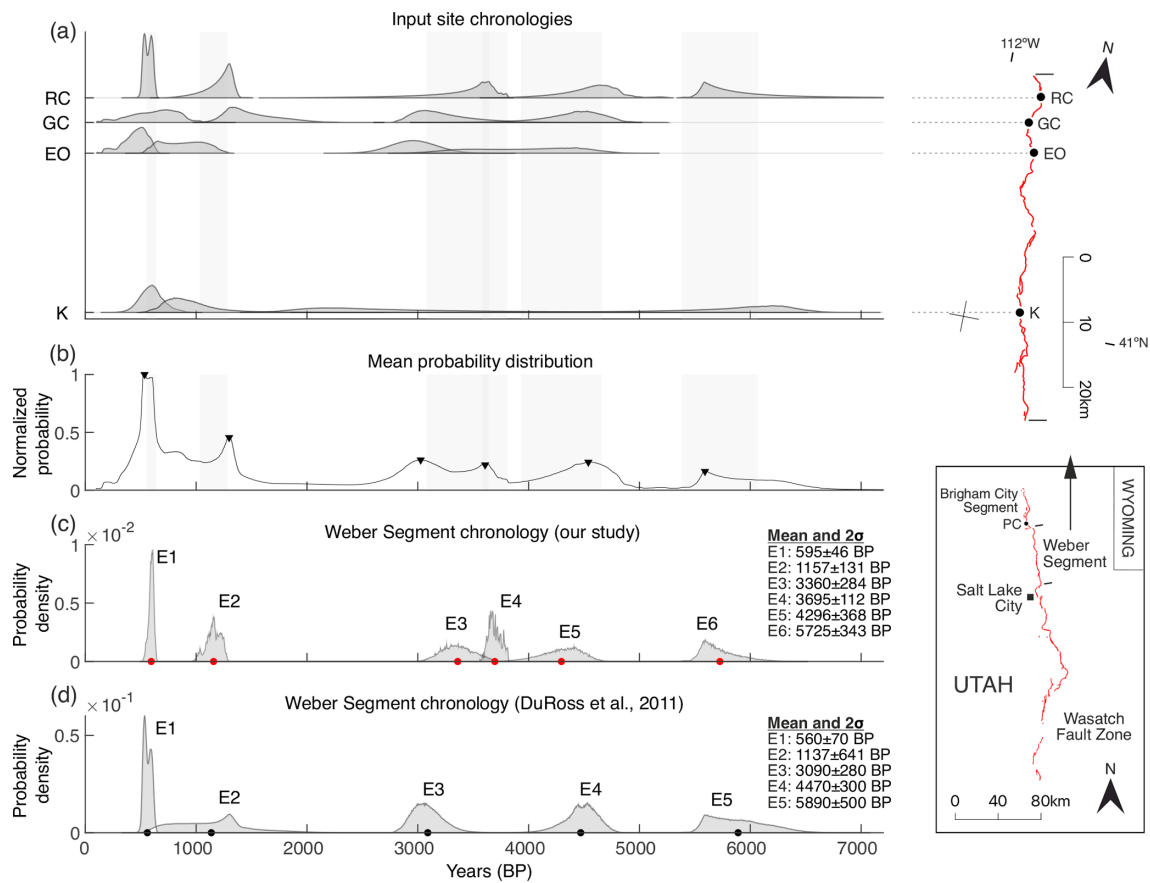 (a)
Input site chronologies
RC
GC
EO
K
112°W
N
RC
GC
EO
K
0
10
20km
41°N
(b)
Mean probability distribution
Normalized
probability
1
0.5
0
(c)
× 10⁻²
Weber Segment chronology (our study)
Probability
density
1
0.5
0
E1
E2
E3
E4
E5
E6
Mean and 2σ
E1: 595±46 BP
E2: 1157±131 BP
E3: 3360±284 BP
E4: 3695±112 BP
E5: 4296±368 BP
E6: 5725±343 BP
(d)
× 10⁻¹
Weber Segment chronology (DuRoss et al., 2011)
Probability
density
0.5
0
E1
E2
E3
E4
E5
Mean and 2σ
E1: 560±70 BP
E2: 1137±641 BP
E3: 3090±280 BP
E4: 4470±300 BP
E5: 5890±500 BP
0 1000 2000 3000 4000 5000 6000 7000
Years (BP)
Brigham City
Segment
PC
WYOMING
Weber
Segment
Salt Lake
City
UTAH
Wasatch
Fault Zone
N
0 40 80km